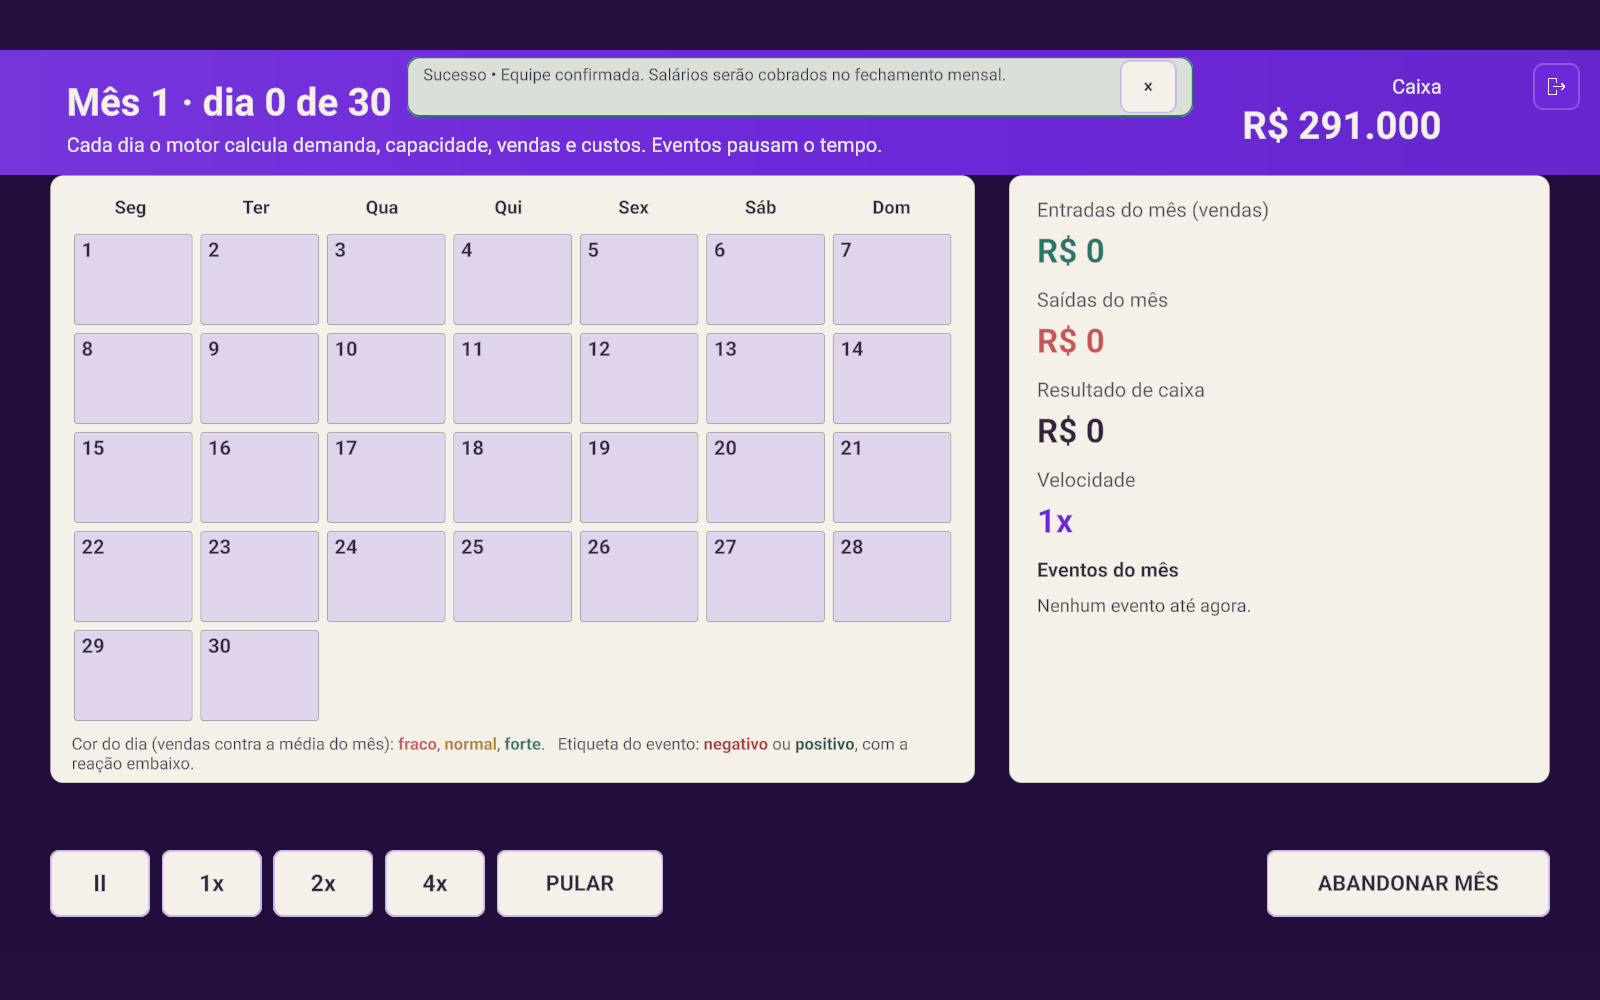 Mês 1 · dia 0 de 30
Sucesso • Equipe confirmada. Salários serão cobrados no fechamento mensal.
×
Cada dia o motor calcula demanda, capacidade, vendas e custos. Eventos pausam o tempo.
Caixa
R$ 291.000
Seg Ter Qua Qui Sex Sáb Dom
1 2 3 4 5 6 7
8 9 10 11 12 13 14
15 16 17 18 19 20 21
22 23 24 25 26 27 28
29 30
Cor do dia (vendas contra a média do mês): fraco, normal, forte. Etiqueta do evento: negativo ou positivo, com a
reação embaixo.
Entradas do mês (vendas)
R$ 0
Saídas do mês
R$ 0
Resultado de caixa
R$ 0
Velocidade
1x
Eventos do mês
Nenhum evento até agora.
II 1x 2x 4x PULAR
ABANDONAR MÊS